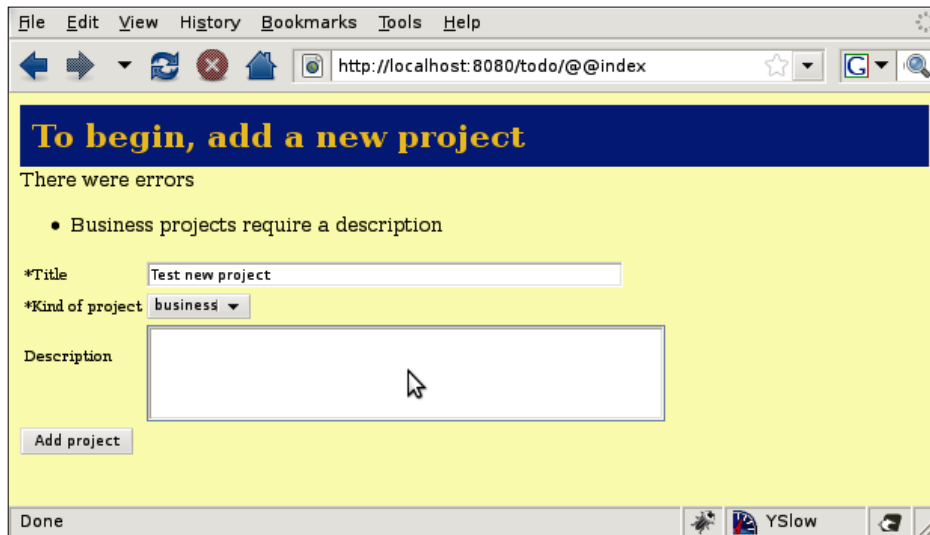 File Edit View History Bookmarks Tools Help
http://localhost:8080/todo/@@index
G
To begin, add a new project
There were errors
• Business projects require a description
*Title Test new project
*Kind of project business
Description
Add project
Done YSlow